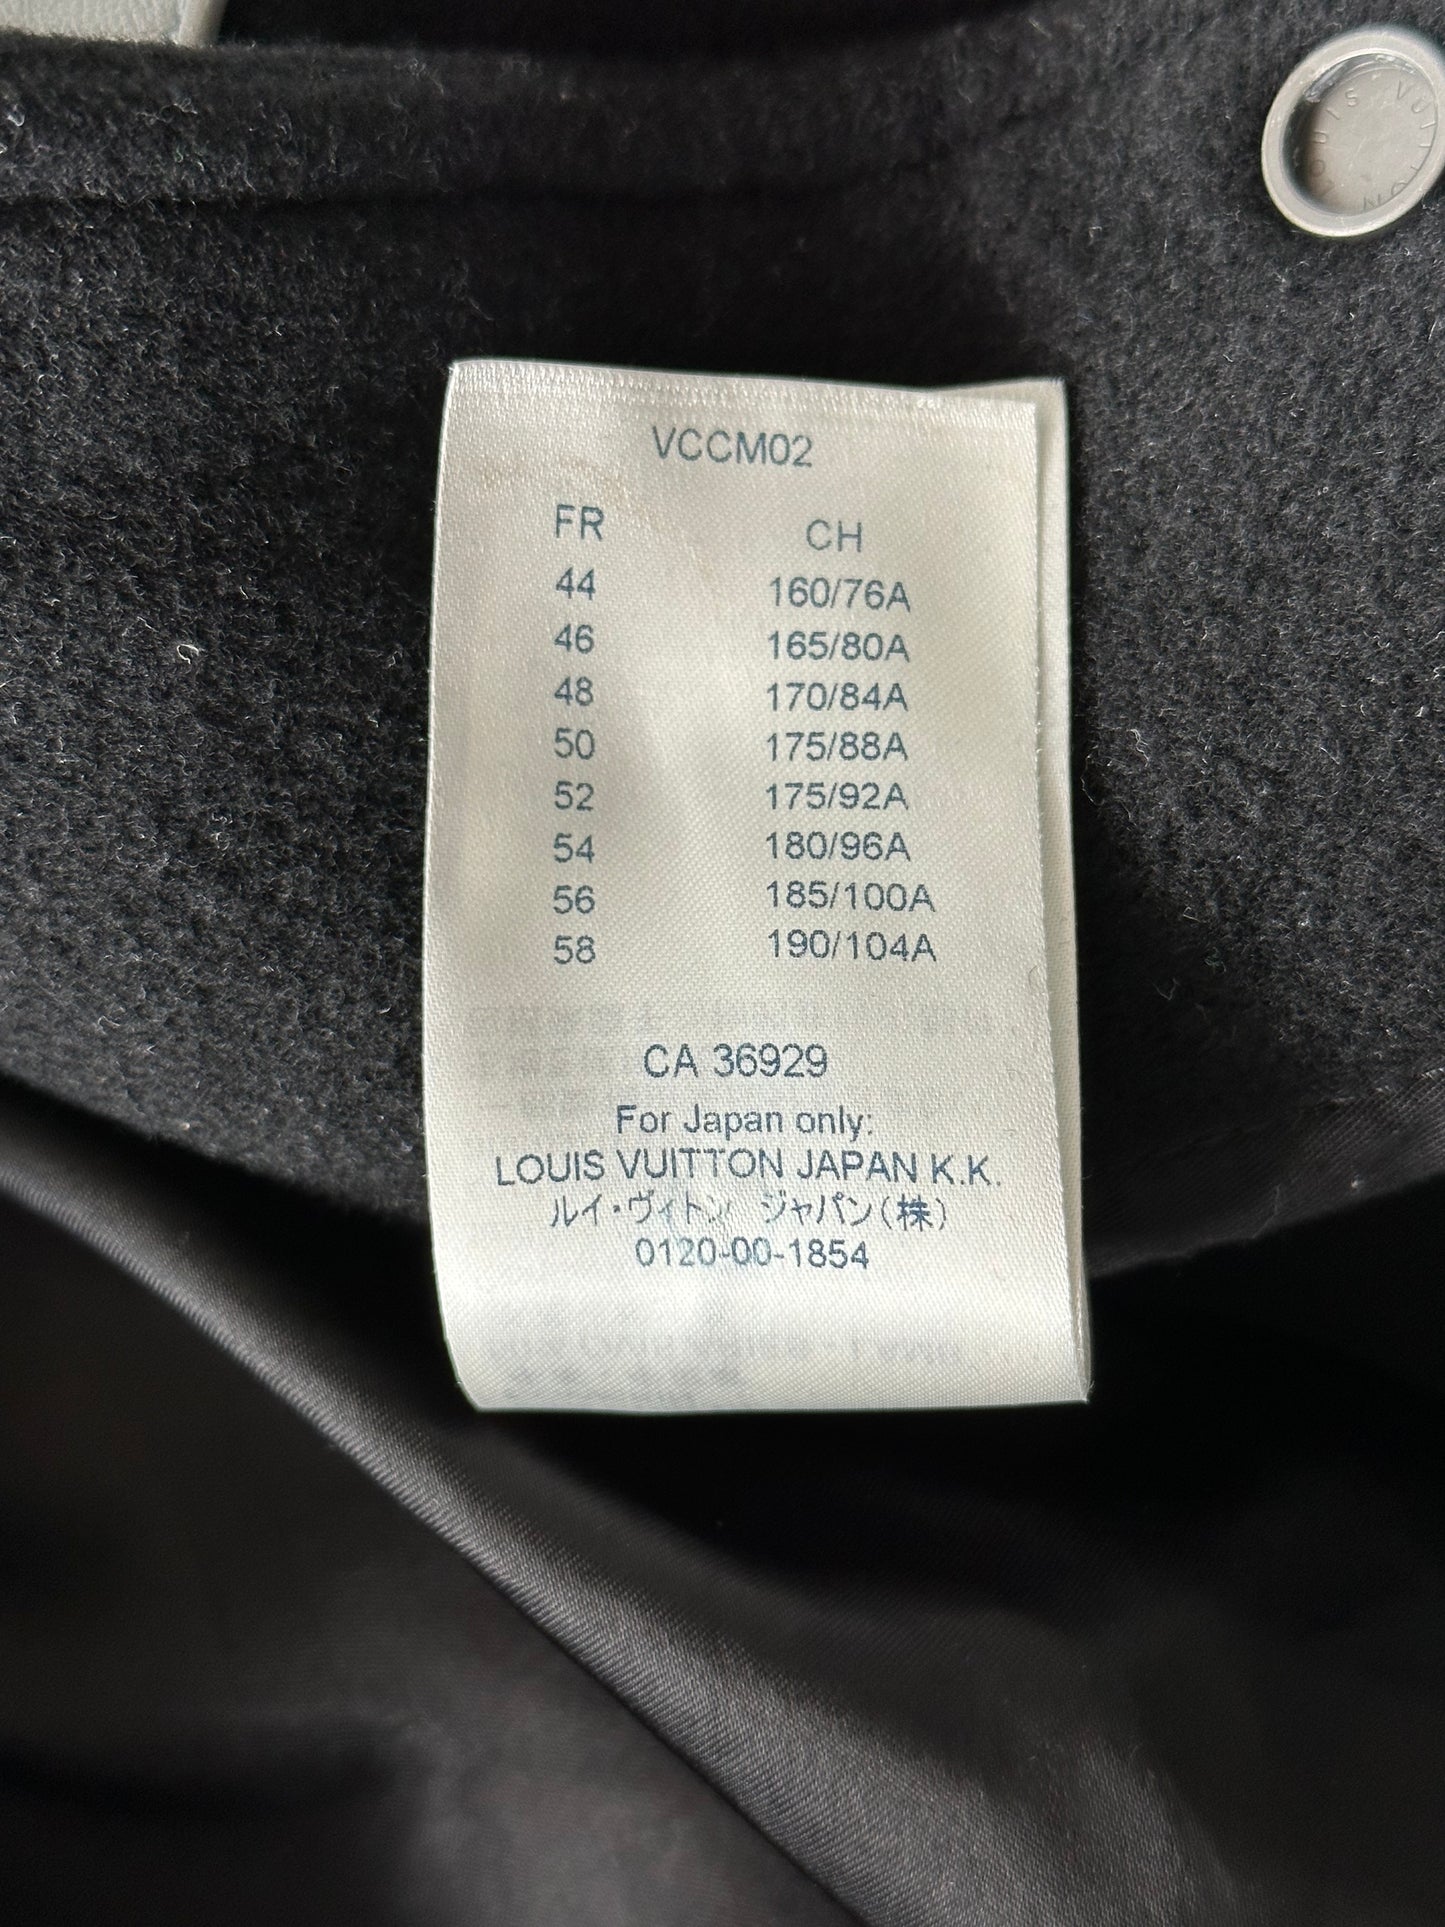 LOUIS VUITTON
VCCM02
FR CH
44 160/76A
46 165/80A
48 170/84A
50 175/88A
52 175/92A
54 180/96A
56 185/100A
58 190/104A
CA 36929
For Japan only:
LOUIS VUITTON JAPAN K.K.
ルイ・ヴィトン ジャパン(株)
0120-00-1854